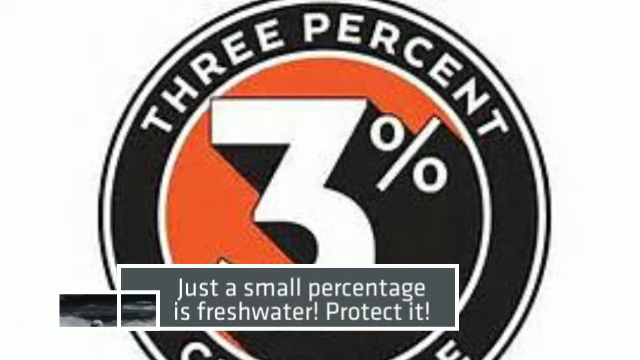 THREE PERCENT
3%
Just a small percentage
is freshwater! Protect it!